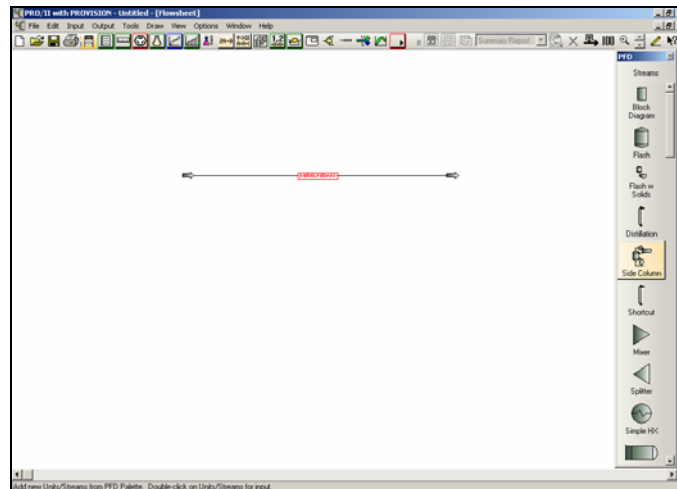 PRO/II with PROVISION - Untitled - [Flowsheet]
File Edit Input Output Tools Draw View Options Window Help
Summary Report
PFD
Streams
Block
Diagram
Flash
Flash w
Solids
Distillation
Side Column
Shortcut
Mixer
Splitter
Simple HX
Add new Units/Streams from PFD Palette. Double-click on Units/Streams for input.